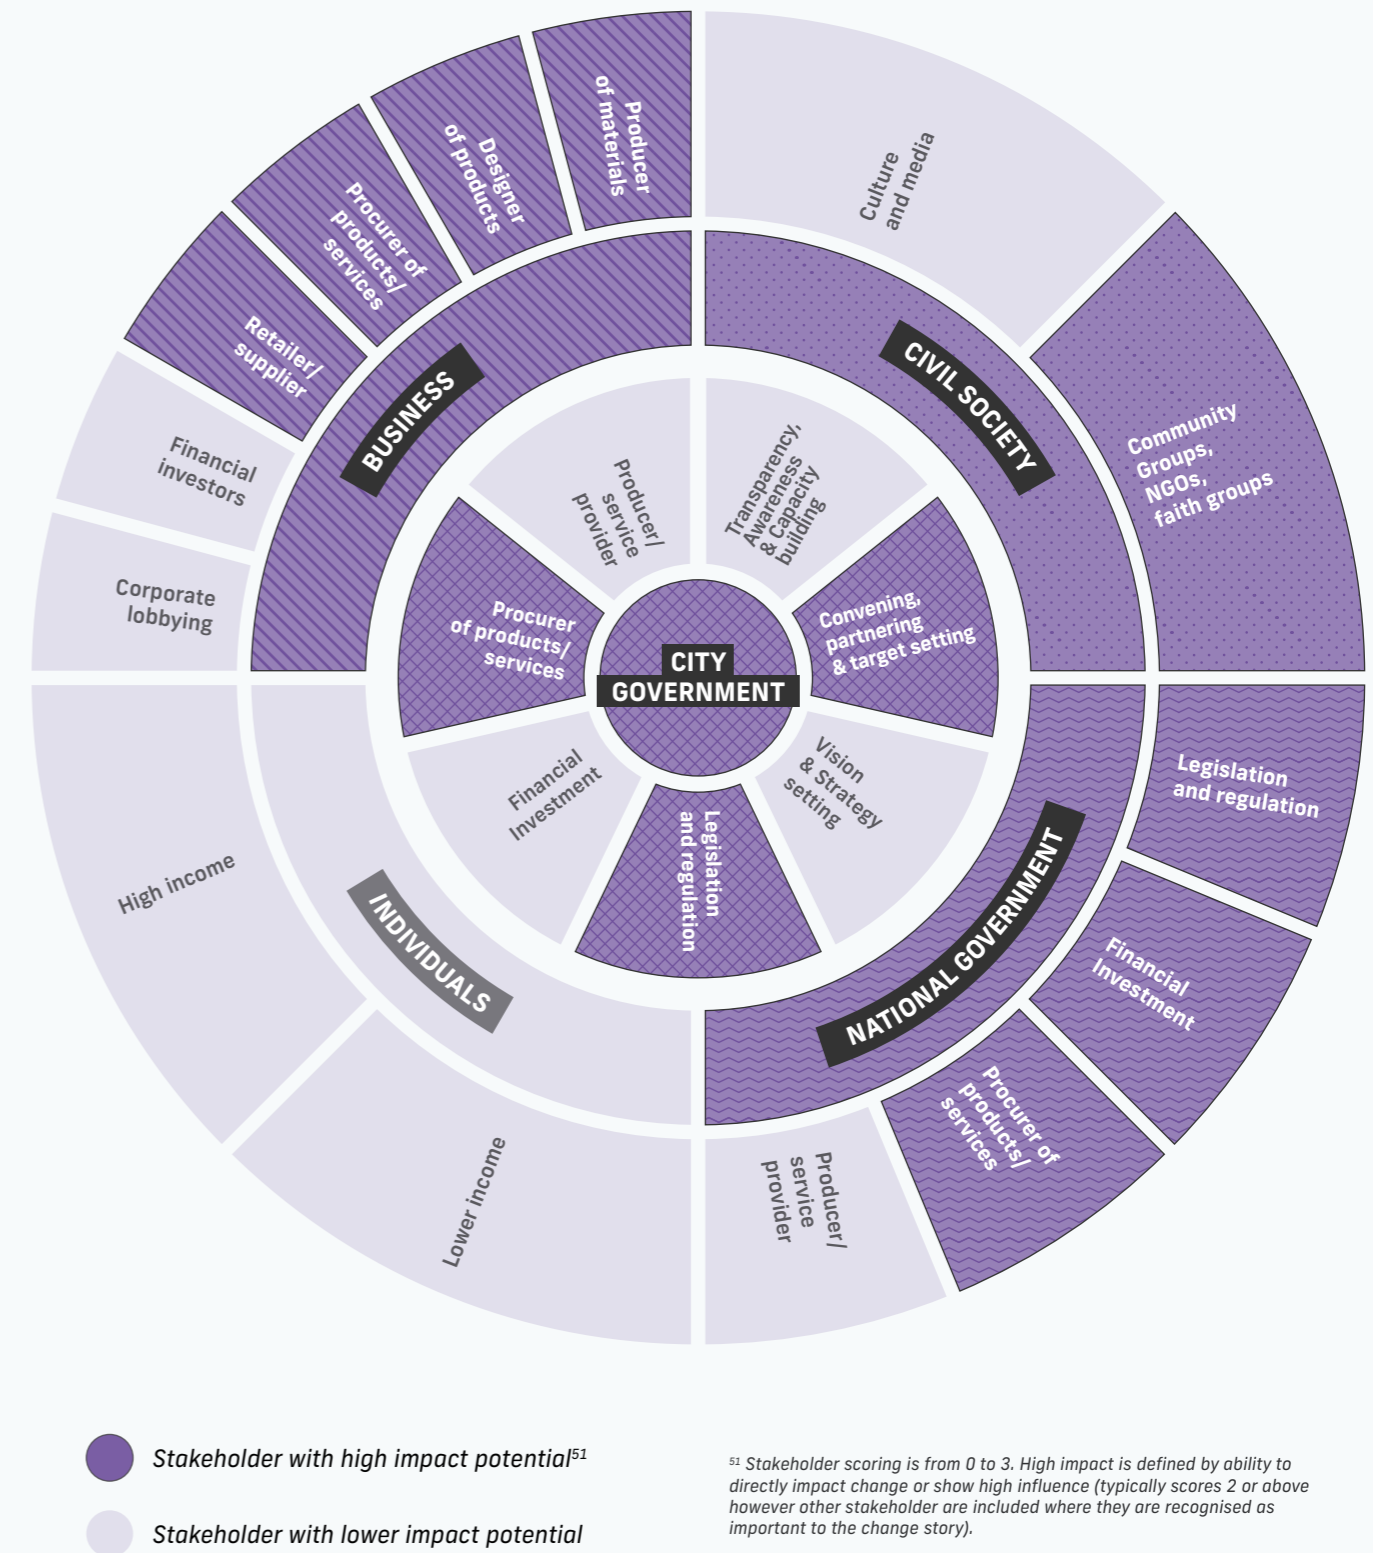 Producer
of materials
Designer
of products
Procurer of
products/
services
Retailer/
supplier
Financial
investors
Corporate
lobbying
BUSINESS
Culture
and media
Community
Groups,
NGOs,
faith groups
CIVIL SOCIETY
Producer/
service
provider
Transparency,
Awareness
& Capacity
building
Procurer
of products/
services
Convening,
partnering
& target setting
CITY
GOVERNMENT
Financial
Investment
Legislation
and regulation
Vision
& Strategy
setting
INDIVIDUALS
High income
Lower income
NATIONAL GOVERNMENT
Legislation
and regulation
Financial
Investment
Procurer of
products/
services
Producer/
service
provider
Stakeholder with high impact potential⁵¹
Stakeholder with lower impact potential
⁵¹ Stakeholder scoring is from 0 to 3. High impact is defined by ability to
directly impact change or show high influence (typically scores 2 or above
however other stakeholder are included where they are recognised as
important to the change story).